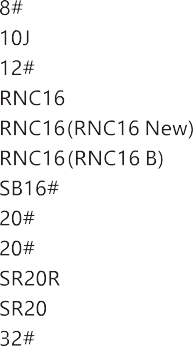 8#
10J
12#
RNC16
RNC16(RNC16 New)
RNC16(RNC16 B)
SB16#
20#
20#
SR20R
SR20
32#